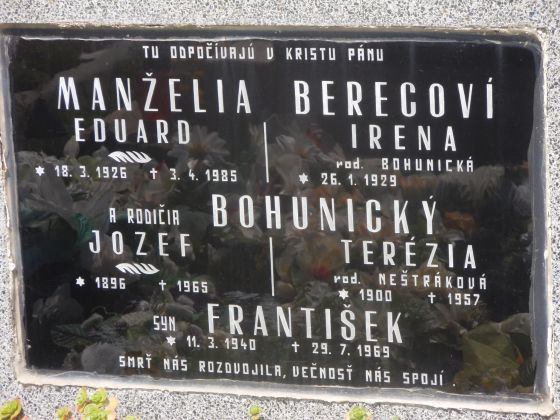 TU ODPOČÍVAJÚ V KRISTU PÁNU
MANŽELIA BERECOVÍ
EDUARD IRENA
rod. BOHUNICKÁ
* 18. 3. 1926 † 3. 4. 1985 * 26. 1. 1929
A RODIČIA BOHUNICKÝ
JOZEF TERÉZIA
rod. NEŠTRÁKOVÁ
* 1896 † 1965 * 1900 † 1957
SYN FRANTIŠEK
* 11. 3. 1940 † 29. 7. 1969
SMRŤ NÁS ROZDVOJILA, VEČNOSŤ NÁS SPOJÍ